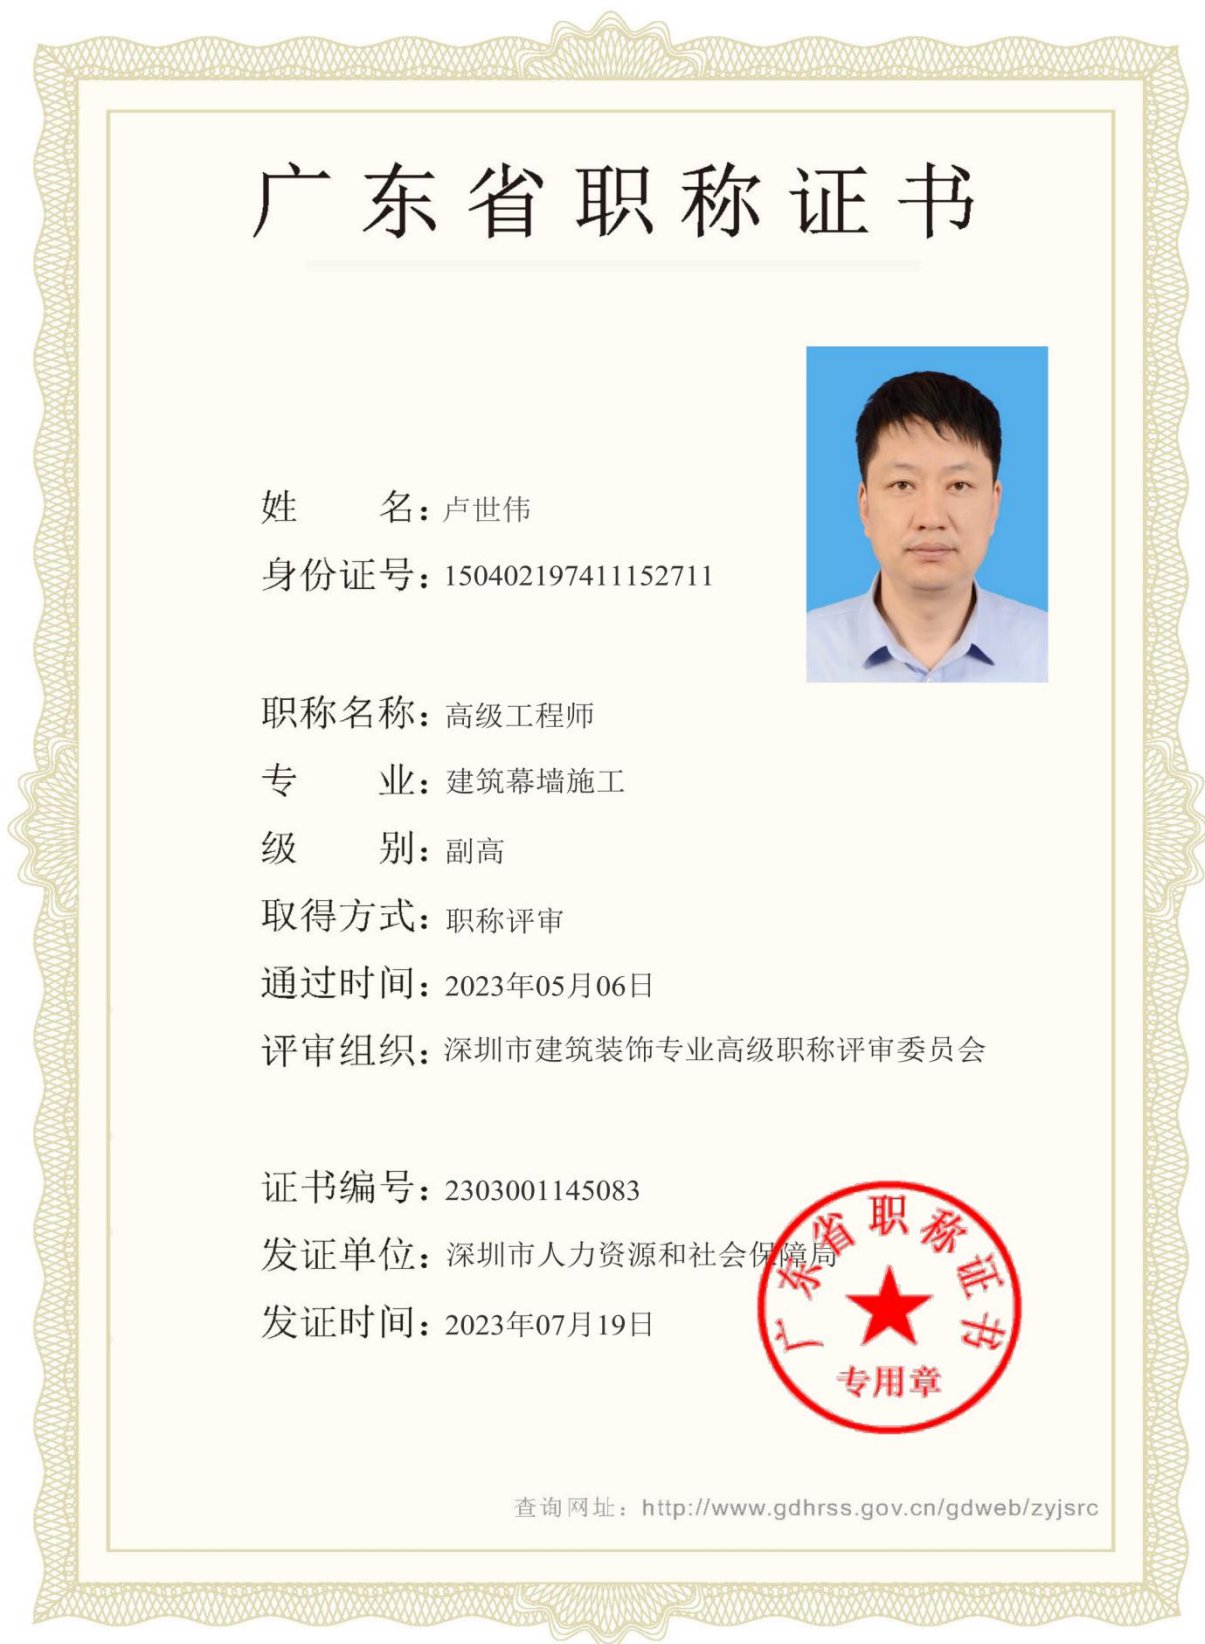 广东省职称证书
姓 名：卢世伟
身份证号：150402197411152711
职称名称：高级工程师
专 业：建筑幕墙施工
级 别：副高
取得方式：职称评审
通过时间：2023年05月06日
评审组织：深圳市建筑装饰专业高级职称评审委员会
证书编号：2303001145083
发证单位：深圳市人力资源和社会保障局
发证时间：2023年07月19日
广东省职称证书
专用章
查询网址：http://www.gdhrss.gov.cn/gdweb/zyjsrc